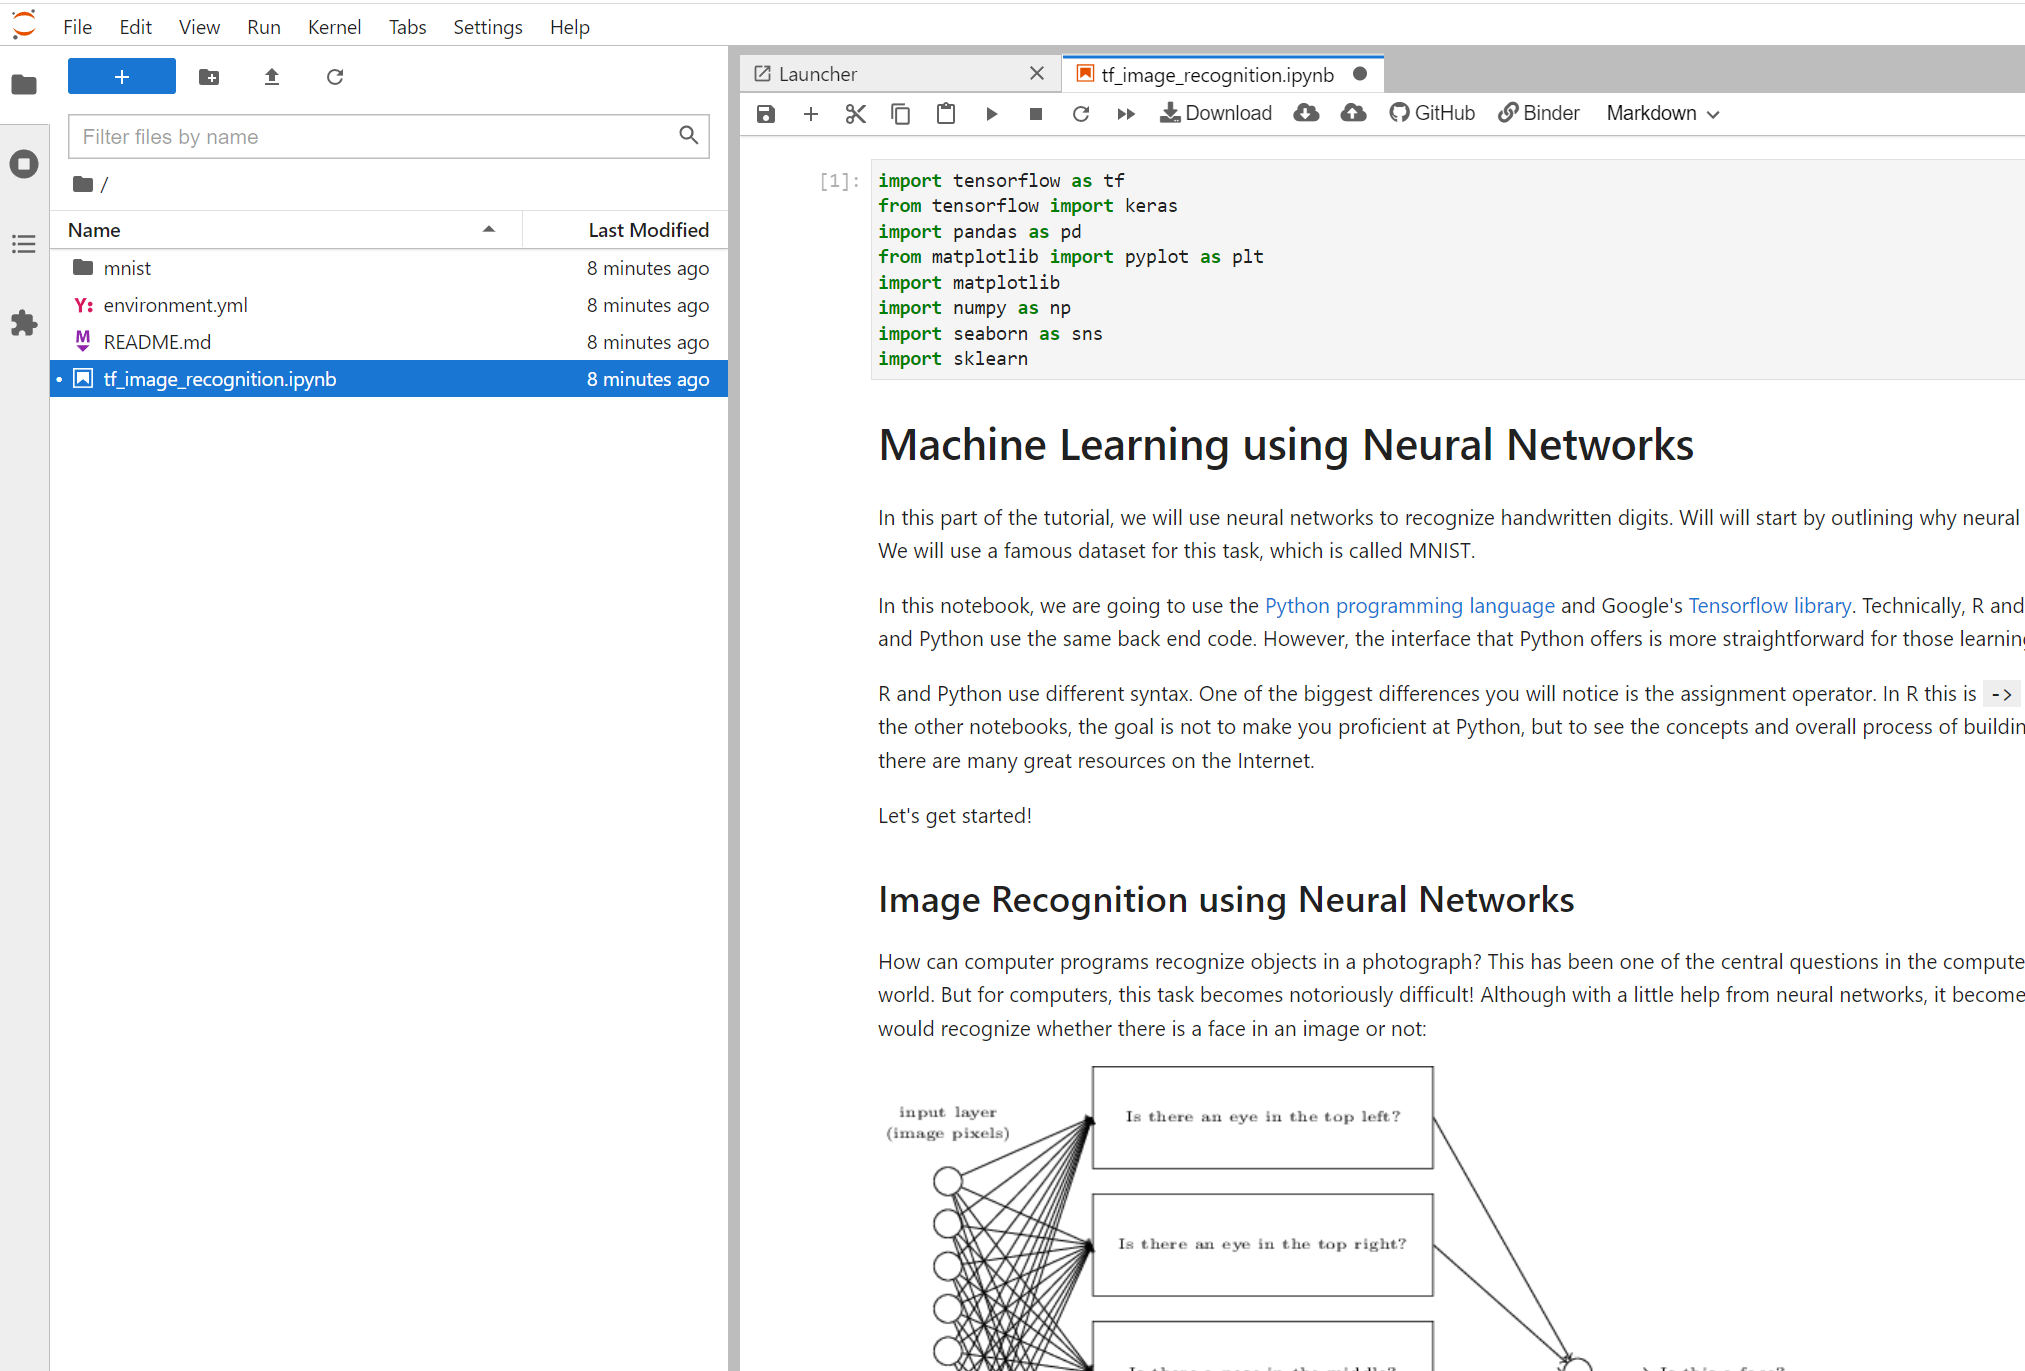 File Edit View Run Kernel Tabs Settings Help
Filter files by name
/
Name Last Modified
mnist 8 minutes ago
Y: environment.yml 8 minutes ago
M README.md 8 minutes ago
tf_image_recognition.ipynb 8 minutes ago
Launcher
tf_image_recognition.ipynb
Download GitHub Binder Markdown
[1]: import tensorflow as tf
from tensorflow import keras
import pandas as pd
from matplotlib import pyplot as plt
import matplotlib
import numpy as np
import seaborn as sns
import sklearn
Machine Learning using Neural Networks
In this part of the tutorial, we will use neural networks to recognize handwritten digits. Will will start by outlining why neural
We will use a famous dataset for this task, which is called MNIST.
In this notebook, we are going to use the Python programming language and Google's Tensorflow library. Technically, R and
and Python use the same back end code. However, the interface that Python offers is more straightforward for those learning
R and Python use different syntax. One of the biggest differences you will notice is the assignment operator. In R this is ->
the other notebooks, the goal is not to make you proficient at Python, but to see the concepts and overall process of buildin
there are many great resources on the Internet.
Let's get started!
Image Recognition using Neural Networks
How can computer programs recognize objects in a photograph? This has been one of the central questions in the compute
world. But for computers, this task becomes notoriously difficult! Although with a little help from neural networks, it become
would recognize whether there is a face in an image or not:
input layer
(image pixels)
Is there an eye in the top left?
Is there an eye in the top right?